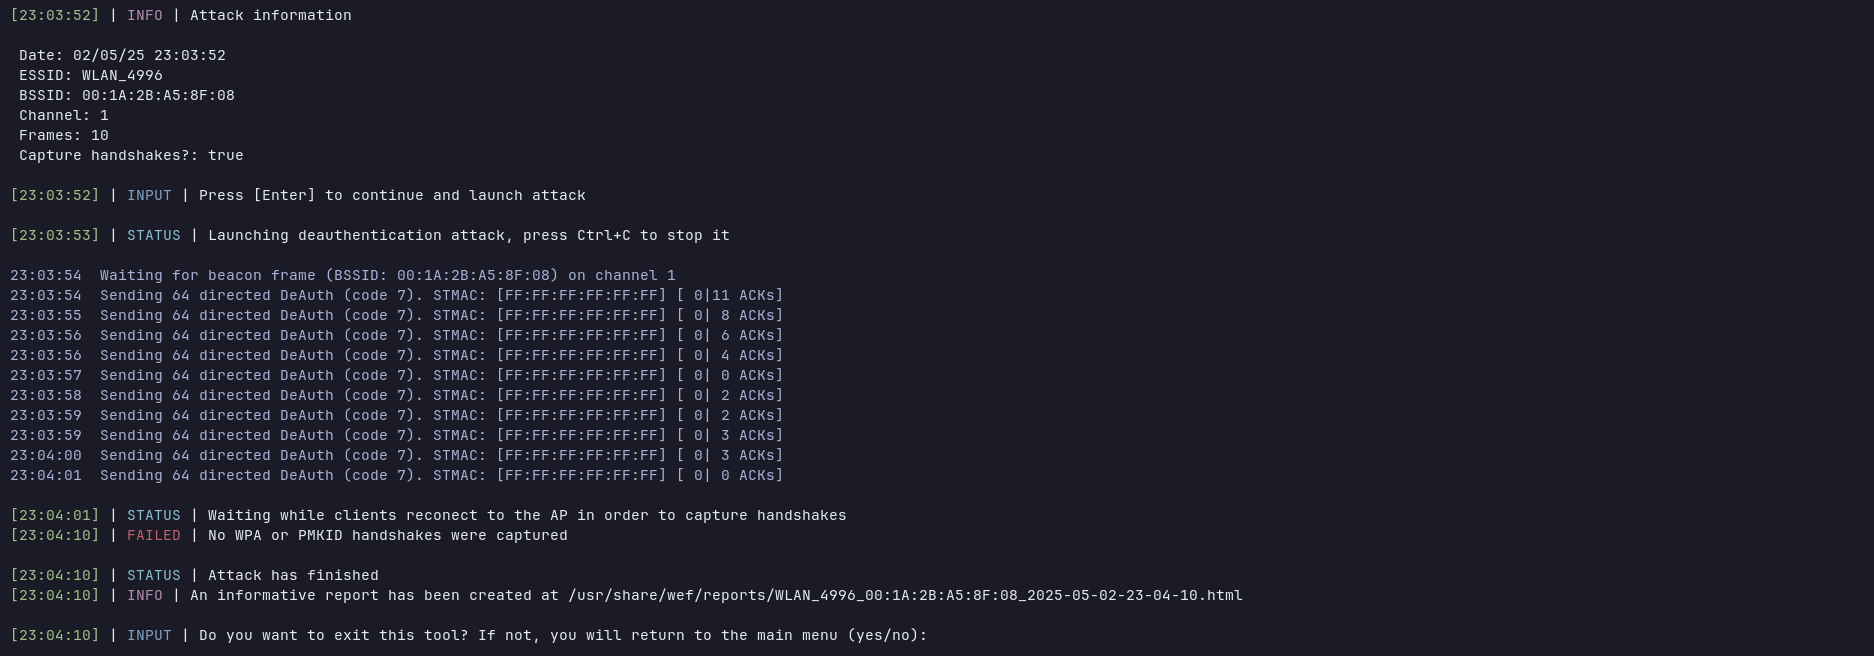 [23:03:52] | INFO | Attack information
Date: 02/05/25 23:03:52
ESSID: WLAN_4996
BSSID: 00:1A:2B:A5:8F:08
Channel: 1
Frames: 10
Capture handshakes?: true
[23:03:52] | INPUT | Press [Enter] to continue and launch attack
[23:03:53] | STATUS | Launching deauthentication attack, press Ctrl+C to stop it
23:03:54  Waiting for beacon frame (BSSID: 00:1A:2B:A5:8F:08) on channel 1
23:03:54  Sending 64 directed DeAuth (code 7). STMAC: [FF:FF:FF:FF:FF:FF] [ 0|11 ACKs]
23:03:55  Sending 64 directed DeAuth (code 7). STMAC: [FF:FF:FF:FF:FF:FF] [ 0| 8 ACKs]
23:03:56  Sending 64 directed DeAuth (code 7). STMAC: [FF:FF:FF:FF:FF:FF] [ 0| 6 ACKs]
23:03:56  Sending 64 directed DeAuth (code 7). STMAC: [FF:FF:FF:FF:FF:FF] [ 0| 4 ACKs]
23:03:57  Sending 64 directed DeAuth (code 7). STMAC: [FF:FF:FF:FF:FF:FF] [ 0| 0 ACKs]
23:03:58  Sending 64 directed DeAuth (code 7). STMAC: [FF:FF:FF:FF:FF:FF] [ 0| 2 ACKs]
23:03:59  Sending 64 directed DeAuth (code 7). STMAC: [FF:FF:FF:FF:FF:FF] [ 0| 2 ACKs]
23:03:59  Sending 64 directed DeAuth (code 7). STMAC: [FF:FF:FF:FF:FF:FF] [ 0| 3 ACKs]
23:04:00  Sending 64 directed DeAuth (code 7). STMAC: [FF:FF:FF:FF:FF:FF] [ 0| 3 ACKs]
23:04:01  Sending 64 directed DeAuth (code 7). STMAC: [FF:FF:FF:FF:FF:FF] [ 0| 0 ACKs]
[23:04:01] | STATUS | Waiting while clients reconect to the AP in order to capture handshakes
[23:04:10] | FAILED | No WPA or PMKID handshakes were captured
[23:04:10] | STATUS | Attack has finished
[23:04:10] | INFO | An informative report has been created at /usr/share/wef/reports/WLAN_4996_00:1A:2B:A5:8F:08_2025-05-02-23-04-10.html
[23:04:10] | INPUT | Do you want to exit this tool? If not, you will return to the main menu (yes/no):